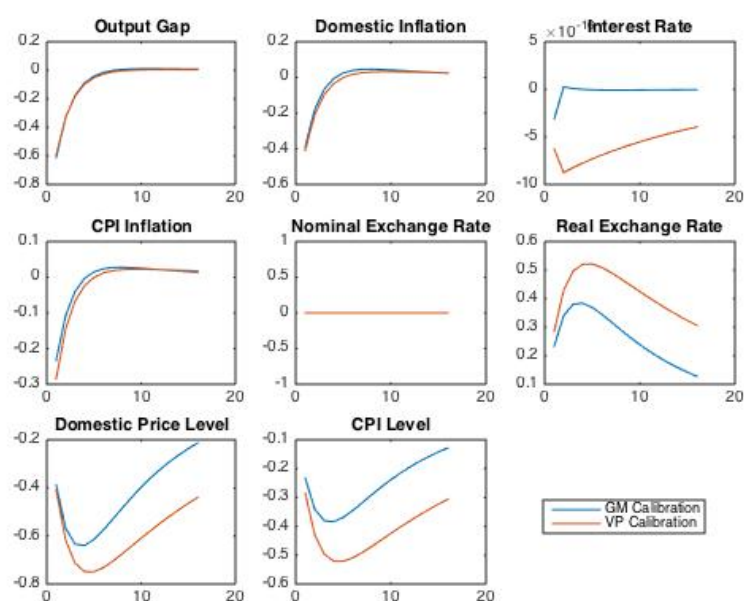 Output Gap
0.2
0
-0.2
-0.4
-0.6
-0.8
0 10 20
Domestic Inflation
0.2
0
-0.2
-0.4
-0.6
0 10 20
Interest Rate
5
0
-5
-10
0 10 20
CPI Inflation
0.1
0
-0.1
-0.2
-0.3
0 10 20
Nominal Exchange Rate
1
0.5
0
-0.5
-1
0 10 20
Real Exchange Rate
0.6
0.5
0.4
0.3
0.2
0.1
0 10 20
Domestic Price Level
-0.2
-0.4
-0.6
-0.8
0 10 20
CPI Level
-0.1
-0.2
-0.3
-0.4
-0.5
-0.6
0 10 20
GM Calibration
VP Calibration